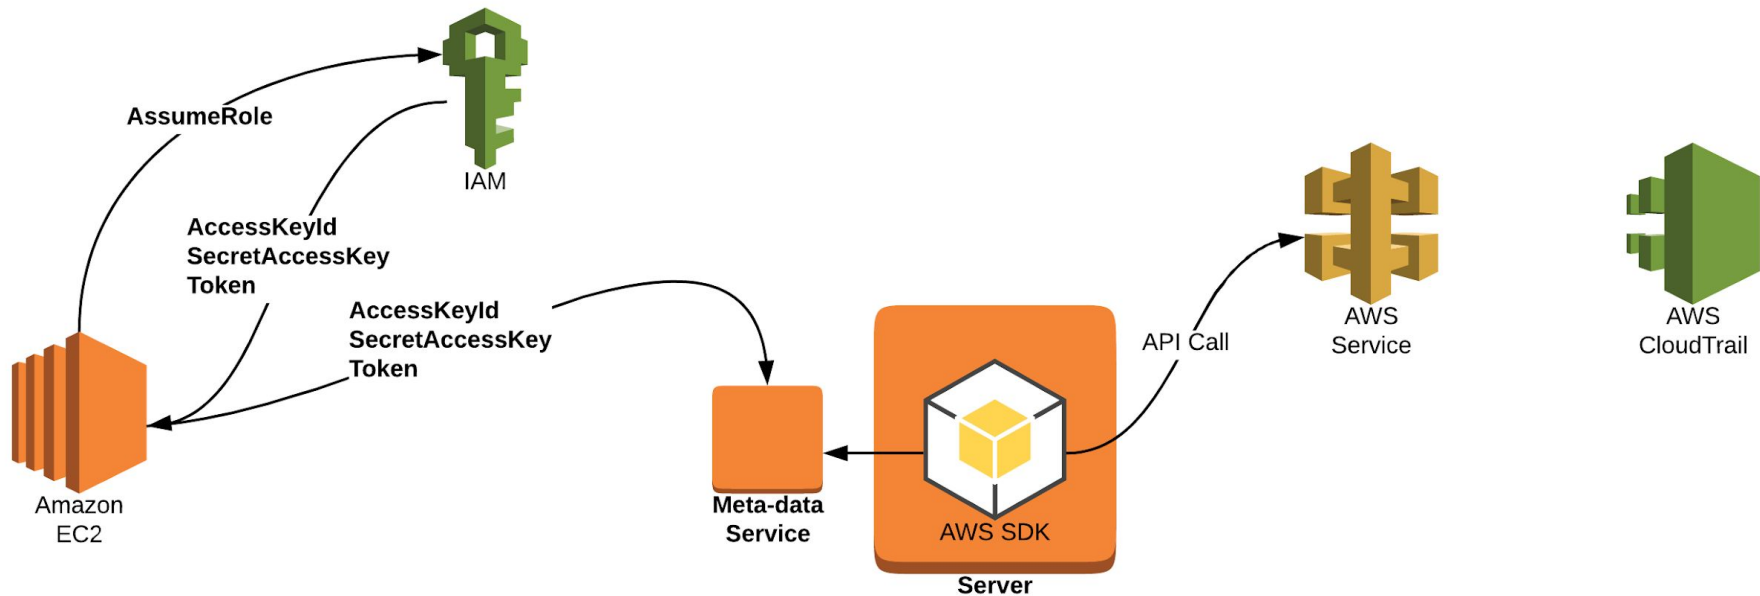 AssumeRole
IAM
AccessKeyId
SecretAccessKey
Token
AccessKeyId
SecretAccessKey
Token
Amazon
EC2
Meta-data
Service
AWS SDK
Server
API Call
AWS
Service
AWS
CloudTrail